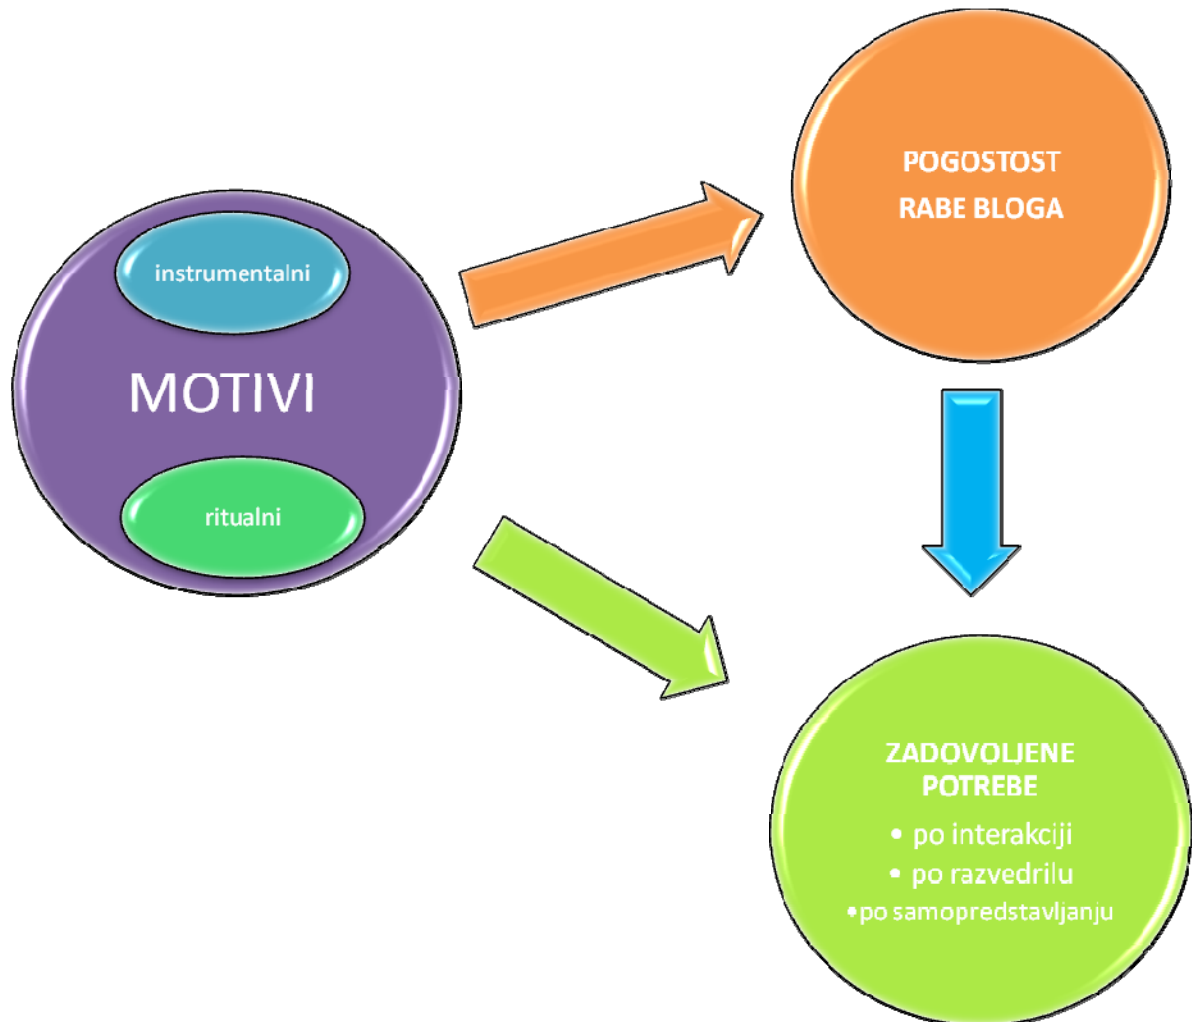 instrumentalni
MOTIVI
ritualni
POGOSTOST
RABE BLOGA
ZADOVOLJENE
POTREBE
• po interakciji
• po razvedrilu
•po samopredstavljanju